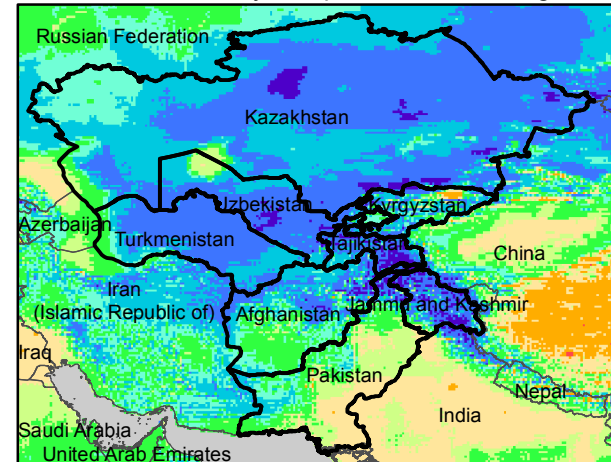 Russian Federation
Kazakhstan
Uzbekistan
Kyrgyzstan
Azerbaijan
Turkmenistan
Tajikistan
China
Iran
(Islamic Republic of)
Afghanistan
Jammu and Kashmir
Iraq
Pakistan
Nepal
India
Saudi Arabia
United Arab Emirates